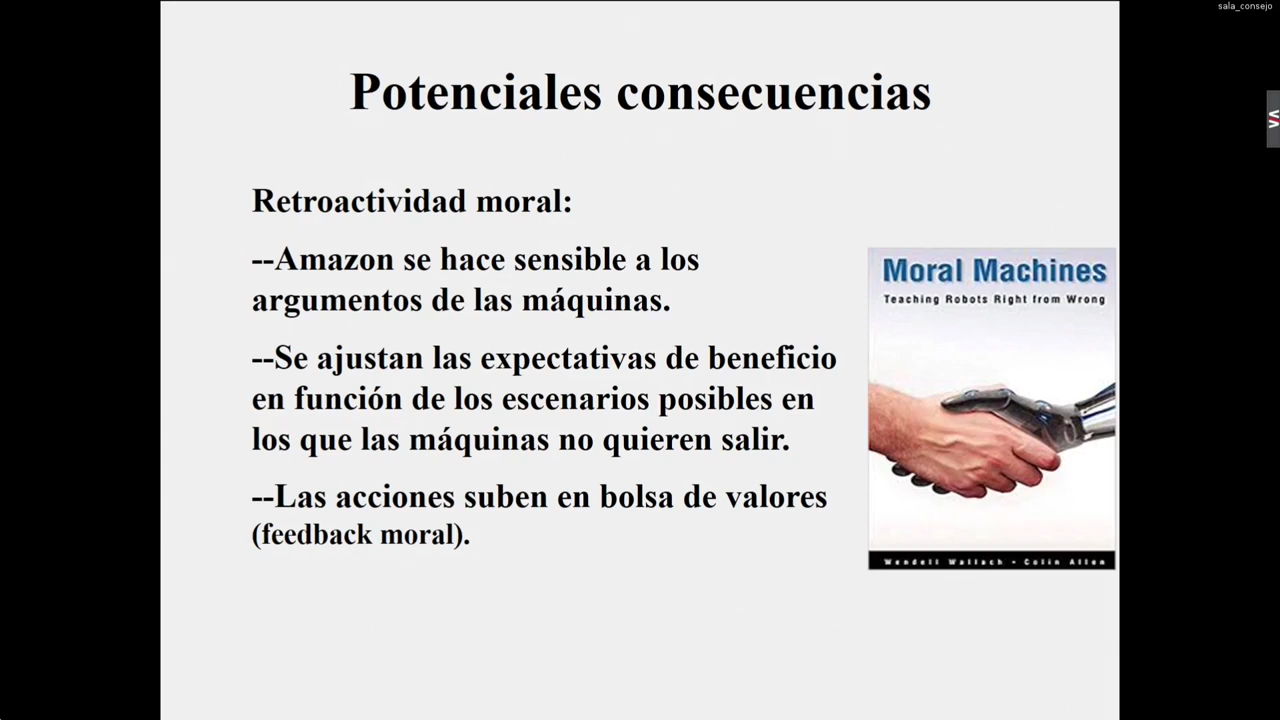 sala_consejo
Potenciales consecuencias
Retroactividad moral:
--Amazon se hace sensible a los
argumentos de las máquinas.
--Se ajustan las expectativas de beneficio
en función de los escenarios posibles en
los que las máquinas no quieren salir.
--Las acciones suben en bolsa de valores
(feedback moral).
Moral Machines
Teaching Robots Right from Wrong
Wendell Wallach • Colin Allen